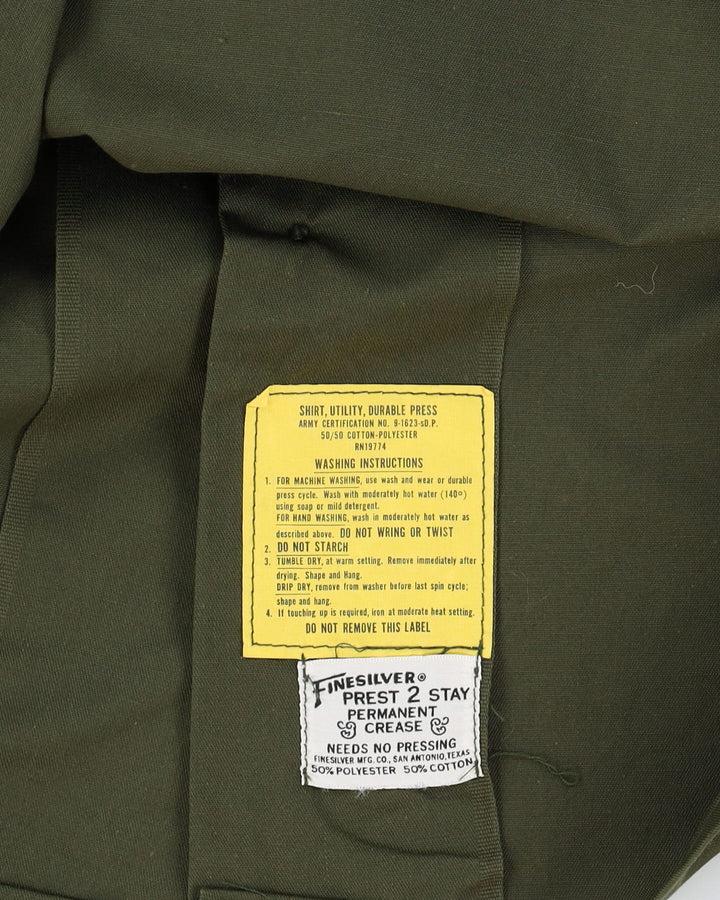 SHIRT, UTILITY, DURABLE PRESS
ARMY CERTIFICATION NO. 9-1623-sD.P.
50/50 COTTON-POLYESTER
RN19774
WASHING INSTRUCTIONS
1. FOR MACHINE WASHING, use wash and wear or durable
press cycle. Wash with moderately hot water (140°)
using soap or mild detergent.
FOR HAND WASHING, wash in moderately hot water as
described above. DO NOT WRING OR TWIST
2. DO NOT STARCH
3. TUMBLE DRY, at warm setting. Remove immediately after
drying. Shape and Hang.
DRIP DRY, remove from washer before last spin cycle;
shape and hang.
4. If touching up is required, iron at moderate heat setting.
DO NOT REMOVE THIS LABEL
FINESILVER®
PREST 2 STAY
PERMANENT
CREASE
NEEDS NO PRESSING
FINESILVER MFG. CO., SAN ANTONIO, TEXAS
50% POLYESTER 50% COTTON